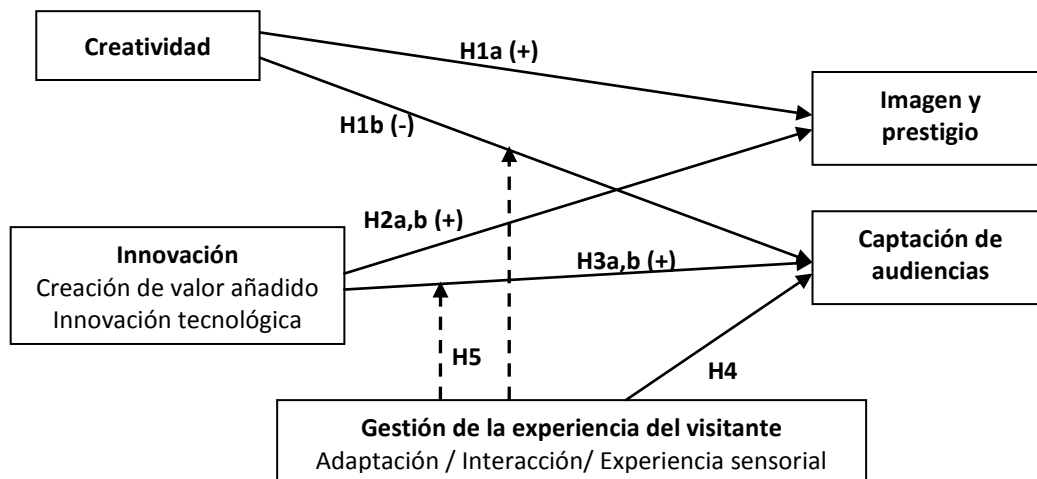 Creatividad
H1a (+)
Imagen y
prestigio
H1b (-)
H2a,b (+)
Captación de
audiencias
Innovación
Creación de valor añadido
Innovación tecnológica
H3a,b (+)
H5
H4
Gestión de la experiencia del visitante
Adaptación / Interacción/ Experiencia sensorial